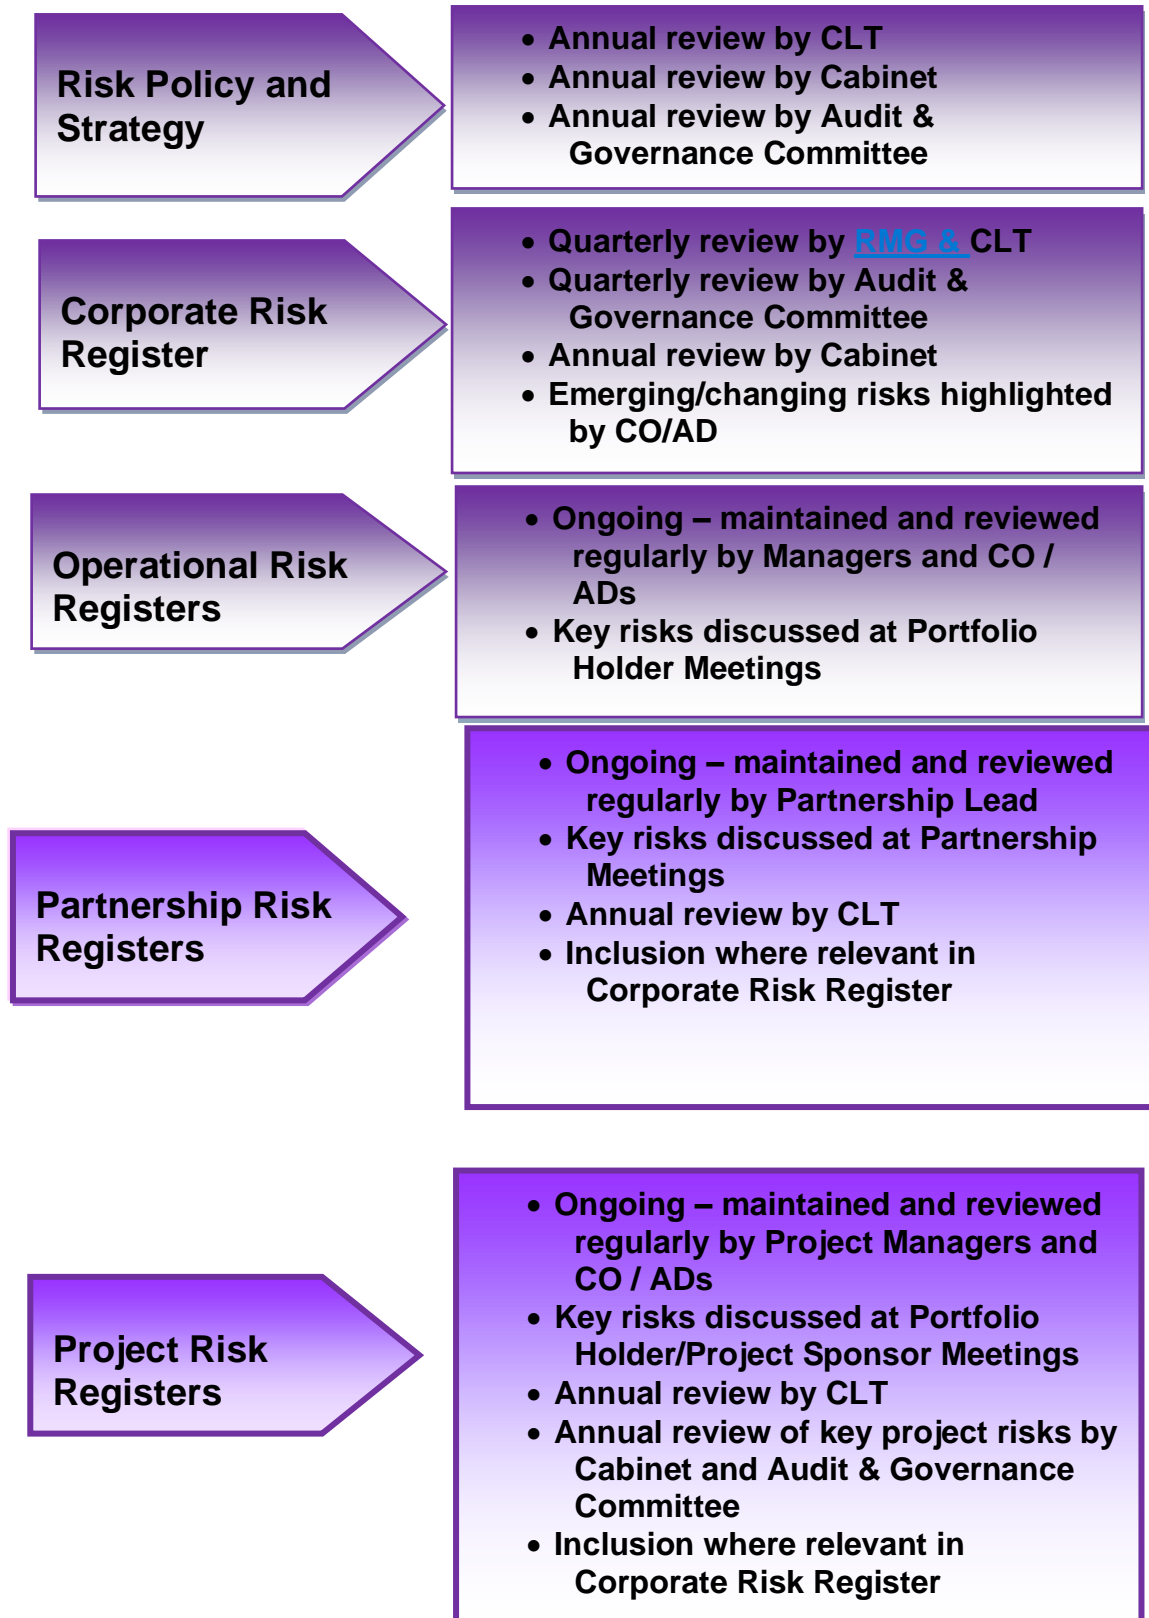 Risk Policy and
Strategy
• Annual review by CLT
• Annual review by Cabinet
• Annual review by Audit &
Governance Committee
Corporate Risk
Register
• Quarterly review by RMG & CLT
• Quarterly review by Audit &
Governance Committee
• Annual review by Cabinet
• Emerging/changing risks highlighted
by CO/AD
Operational Risk
Registers
• Ongoing – maintained and reviewed
regularly by Managers and CO /
ADs
• Key risks discussed at Portfolio
Holder Meetings
Partnership Risk
Registers
• Ongoing – maintained and reviewed
regularly by Partnership Lead
• Key risks discussed at Partnership
Meetings
• Annual review by CLT
• Inclusion where relevant in
Corporate Risk Register
Project Risk
Registers
• Ongoing – maintained and reviewed
regularly by Project Managers and
CO / ADs
• Key risks discussed at Portfolio
Holder/Project Sponsor Meetings
• Annual review by CLT
• Annual review of key project risks by
Cabinet and Audit & Governance
Committee
• Inclusion where relevant in
Corporate Risk Register